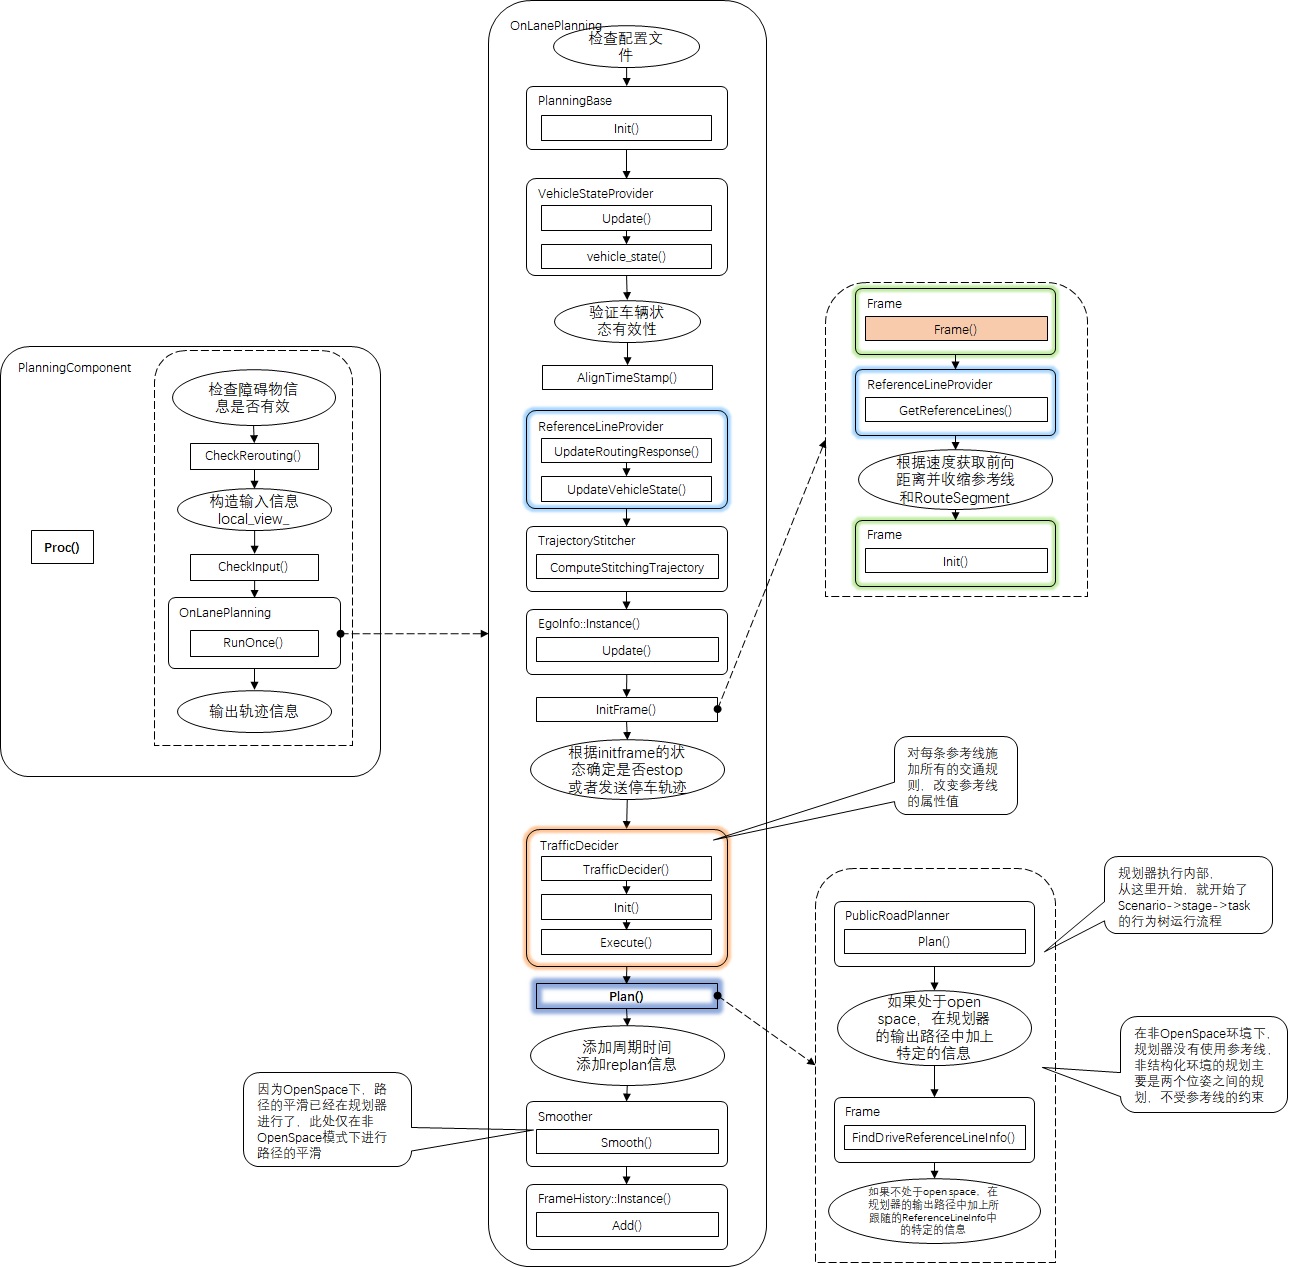 PlanningComponent
Proc()
检查障碍物信
息是否有效
CheckRerouting()
构造输入信息
local_view_
CheckInput()
OnLanePlanning
RunOnce()
输出轨迹信息
OnLanePlanning
检查配置文
件
PlanningBase
Init()
VehicleStateProvider
Update()
vehicle_state()
验证车辆状
态有效性
AlignTimeStamp()
ReferenceLineProvider
UpdateRoutingResponse()
UpdateVehicleState()
TrajectoryStitcher
ComputeStitchingTrajectory
EgoInfo::Instance()
Update()
InitFrame()
根据initframe的状
态确定是否estop
或者发送停车轨迹
TrafficDecider
TrafficDecider()
Init()
Execute()
Plan()
添加周期时间
添加replan信息
Smoother
Smooth()
FrameHistory::Instance()
Add()
因为OpenSpace下，路
径的平滑已经在规划器
进行了，此处仅在非
OpenSpace模式下进行
路径的平滑
Frame
Frame()
ReferenceLineProvider
GetReferenceLines()
根据速度获取前向
距离并收缩参考线
和RouteSegment
Frame
Init()
对每条参考线施
加所有的交通规
则，改变参考线
的属性值
PublicRoadPlanner
Plan()
如果处于open
space，在规划器
的输出路径中加上
特定的信息
Frame
FindDriveReferenceLineInfo()
如果不处于open space，在
规划器的输出路径中加上所
跟随的ReferenceLineInfo中
的特定的信息
规划器执行内部，
从这里开始，就开始了
Scenario->stage->task
的行为树运行流程
在非OpenSpace环境下，
规划器没有使用参考线，
非结构化环境的规划主
要是两个位姿之间的规
划，不受参考线的约束